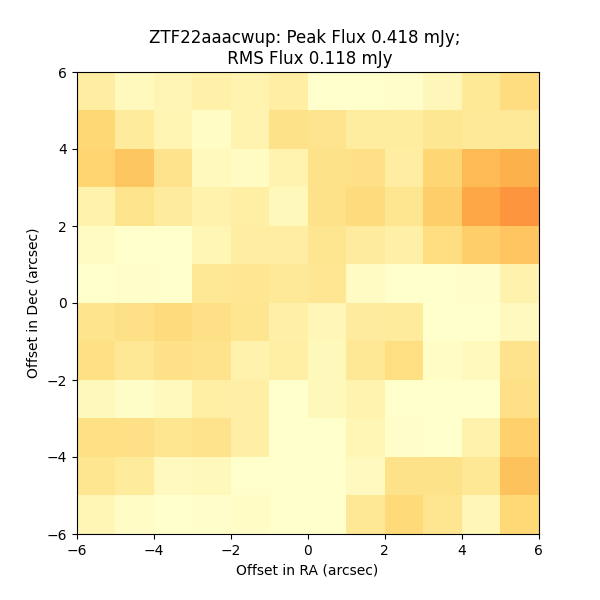 ZTF22aaacwup: Peak Flux 0.418 mJy;
RMS Flux 0.118 mJy
6
4
2
0
−2
−4
−6
Offset in Dec (arcsec)
−6 −4 −2 0 2 4 6
Offset in RA (arcsec)